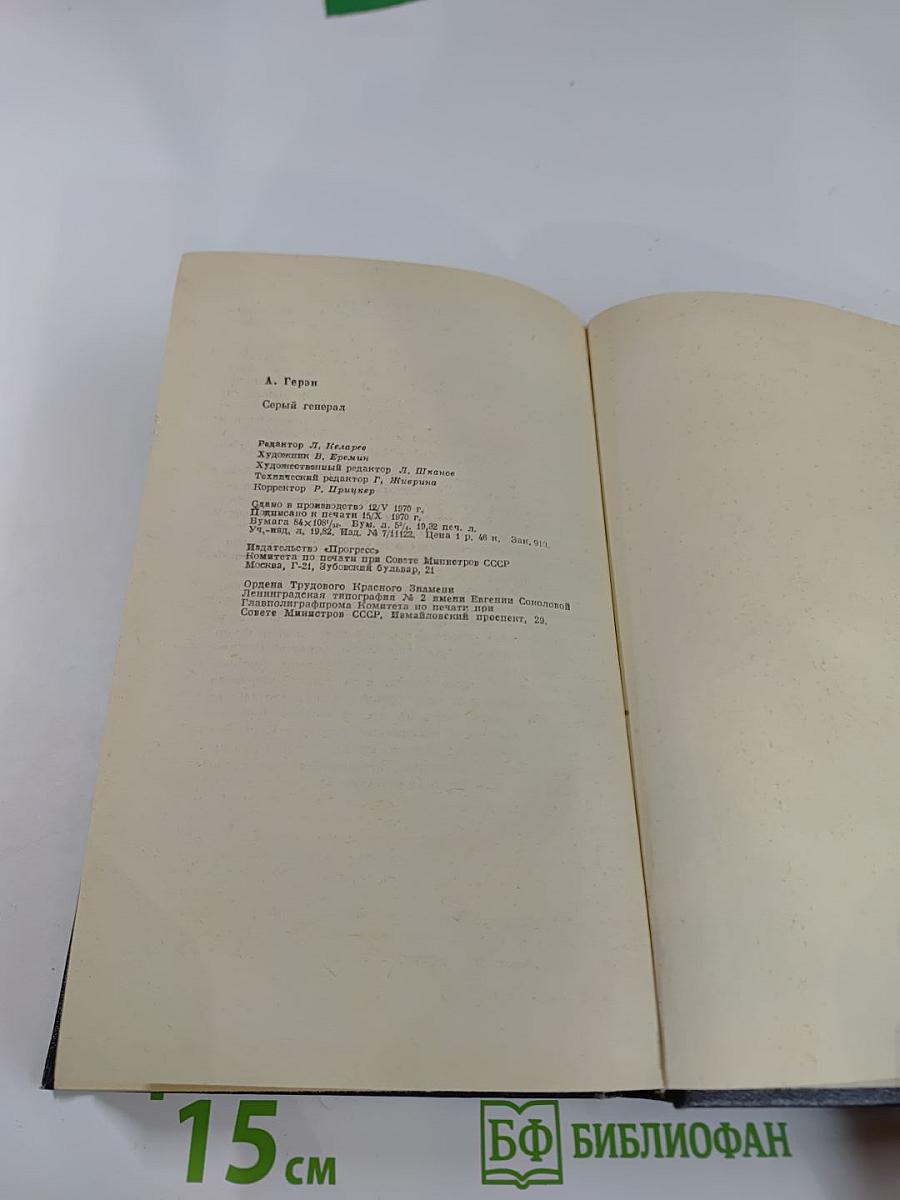 А. Герэн
Серый генерал
Редактор Л. Келарев
Художник В. Еремин
Художественный редактор Л. Шканов
Технический редактор Г. Живрина
Корректор Р. Прицкер
Сдано в производство 12/V 1970 г.
Подписано к печати 15/X 1970 г.
Бумага 84×108¹/₃₂. Бум. л. 5³/₄. 19,32 печ. л.
Уч.-изд. л. 19,82. Изд. № 7/11122. Цена 1 р. 46 к. Зак. 913.
Издательство «Прогресс»
Комитета по печати при Совете Министров СССР
Москва, Г-21, Зубовский бульвар, 21
Ордена Трудового Красного Знамени
Ленинградская типография № 2 имени Евгении Соколовой
Главполиграфпрома Комитета по печати при
Совете Министров СССР. Измайловский проспект, 29.
15 см
БФ БИБЛИОФАН